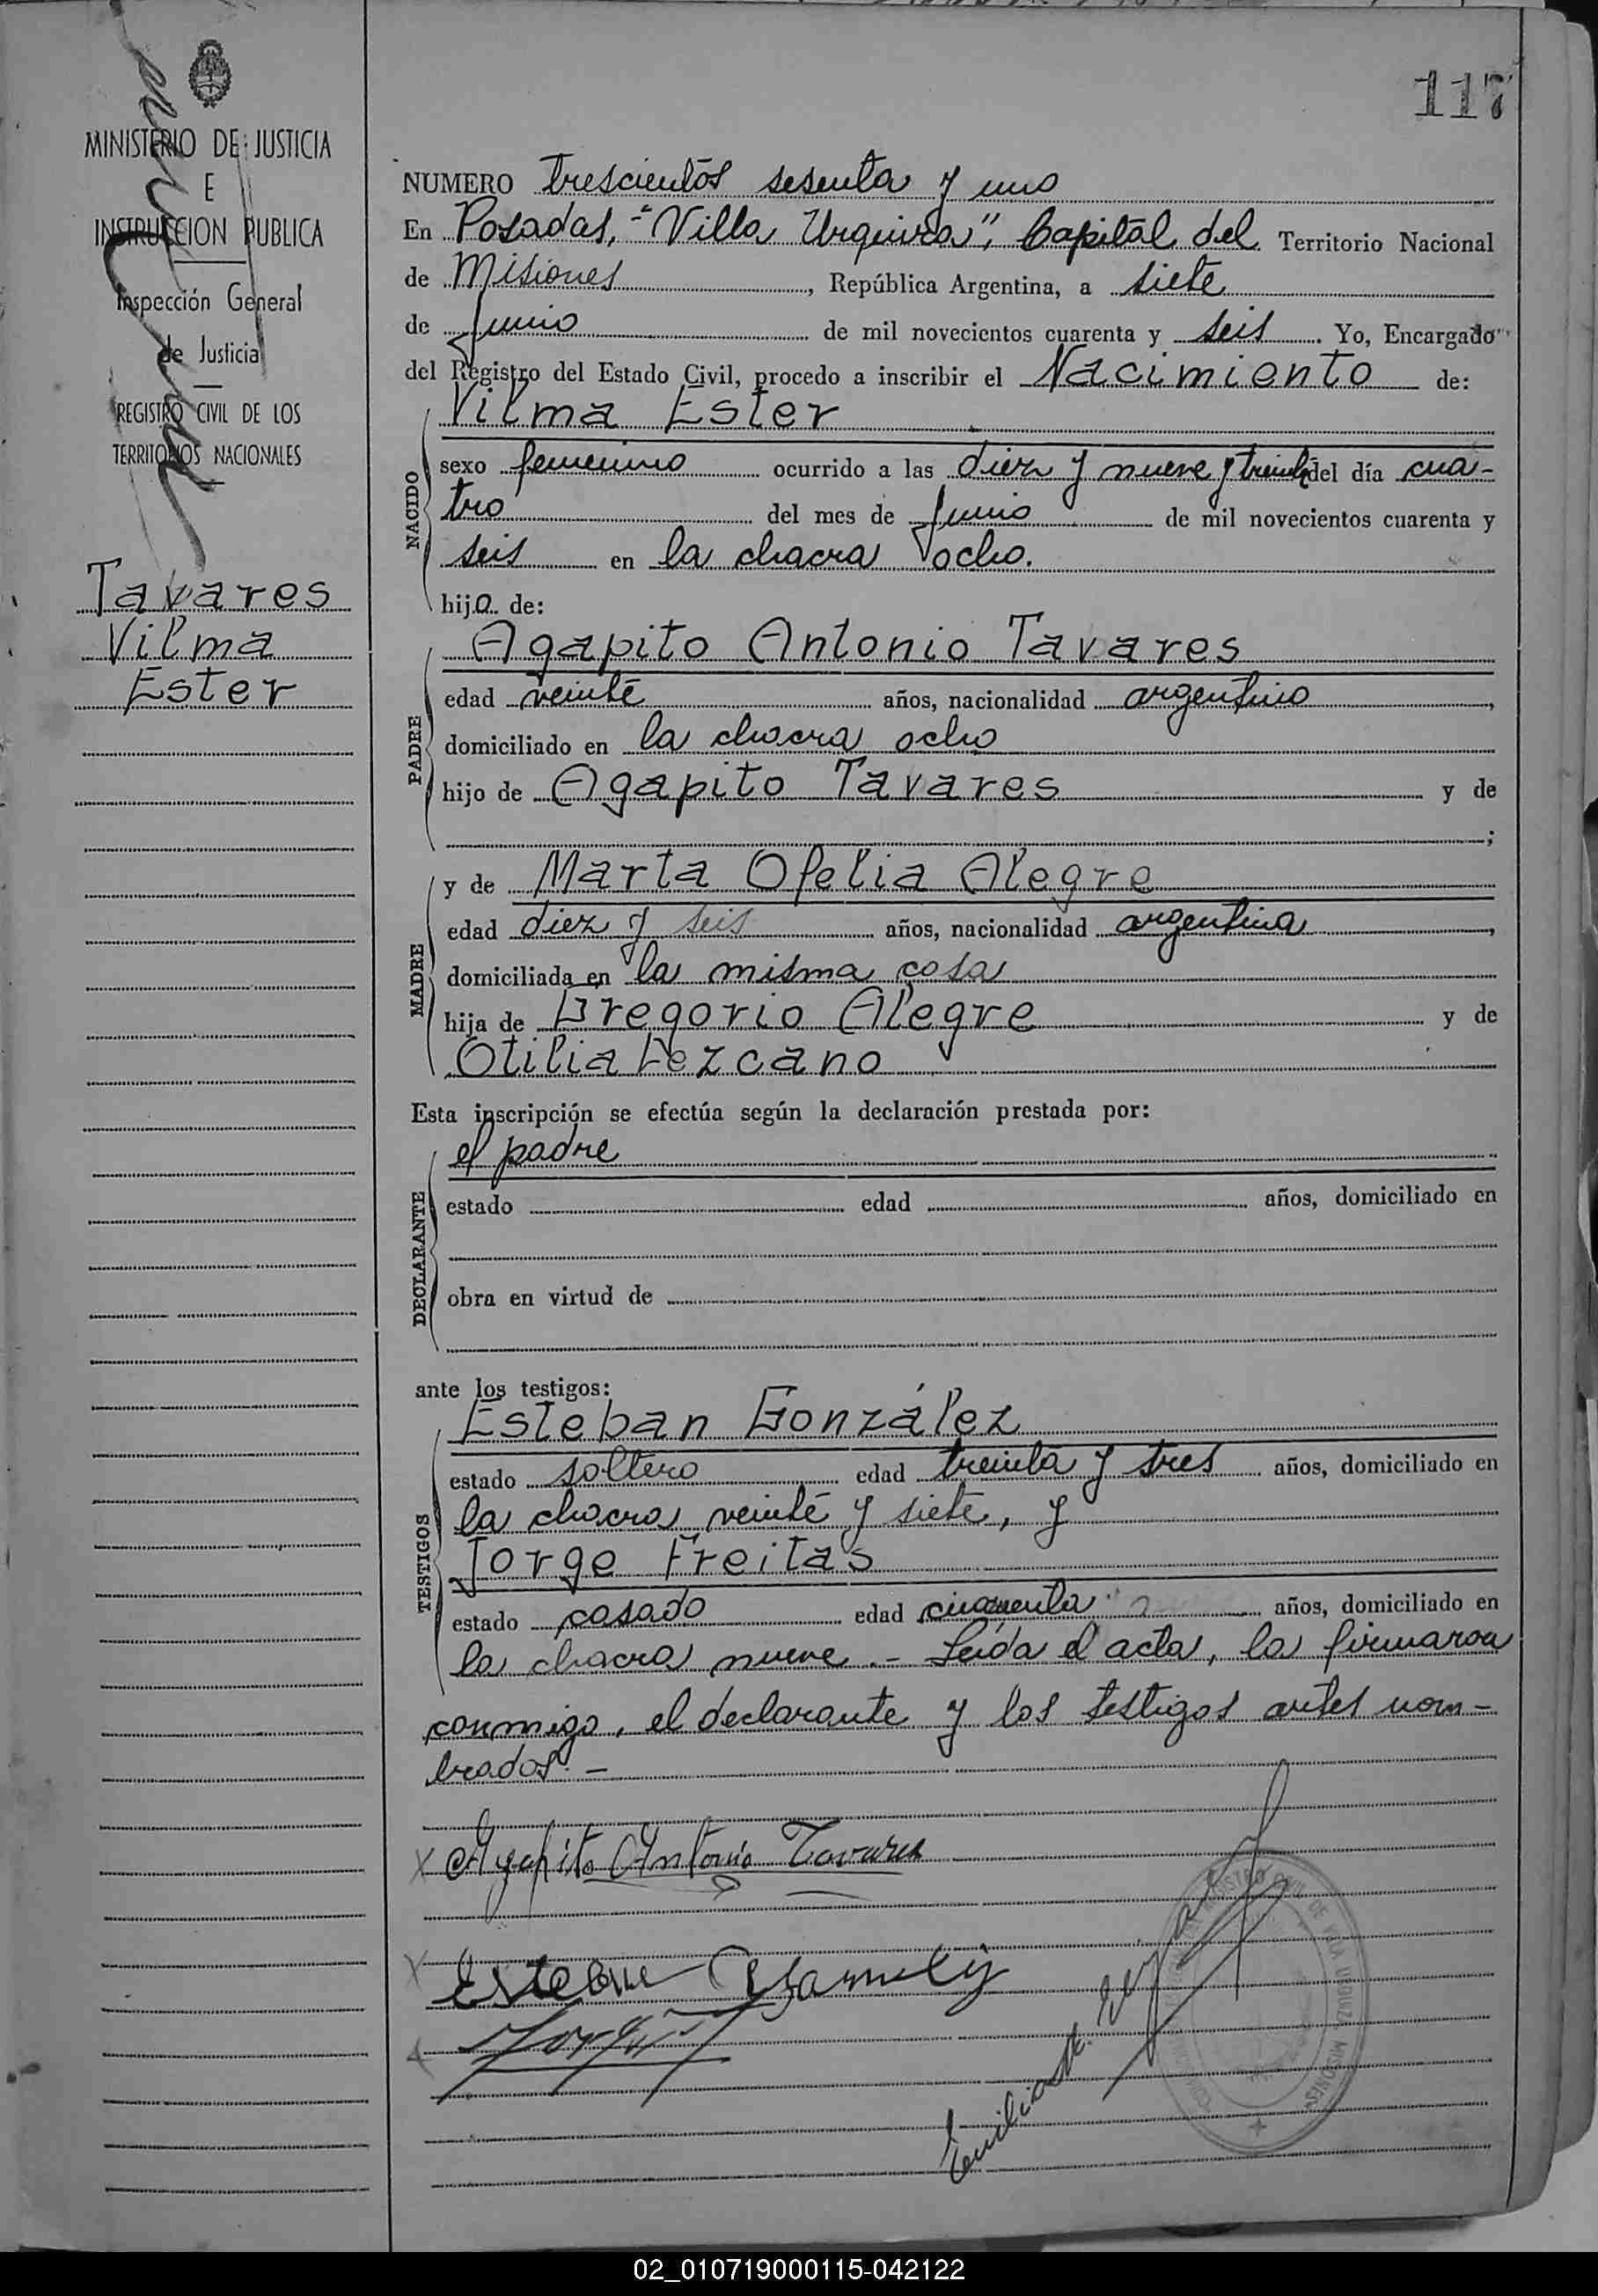 117
MINISTERIO DE JUSTICIA
E
INSTRUCCION PUBLICA
Inspección General
de Justicia
REGISTRO CIVIL DE LOS
TERRITORIOS NACIONALES
Tavares
Vilma
Ester
NUMERO trescientos sesenta y uno
En Posadas, "Villa Urquiza", Capital del Territorio Nacional
de Misiones, República Argentina, a siete
de Junio de mil novecientos cuarenta y seis. Yo, Encargado
del Registro del Estado Civil, procedo a inscribir el Nacimiento de:
Vilma Ester
NACIDO
sexo femenino ocurrido a las diez y nueve y treinta del día cua-
tro del mes de Junio de mil novecientos cuarenta y
seis en la chacra ocho.
hija de:
Agapito Antonio Tavares
PADRE
edad veinte años, nacionalidad argentino,
domiciliado en la chacra ocho
hijo de Agapito Tavares y de
;
y de Marta Ofelia Alegre
MADRE
edad diez y seis años, nacionalidad argentina,
domiciliada en la misma casa
hija de Gregorio Alegre y de
Otilia Lezcano
Esta inscripción se efectúa según la declaración prestada por:
el padre
DECLARANTE
estado edad años, domiciliado en
obra en virtud de
ante los testigos:
Esteban González
TESTIGOS
estado soltero edad treinta y tres años, domiciliado en
la chacra veinte y siete, y
Jorge Freitas
estado casado edad cuarenta años, domiciliado en
la chacra nueve.- Leída el acta, la firmaron
conmigo, el declarante y los testigos antes nom-
brados.-
x Agapito Antonio Tavares
x Esteban
x
02_010719000115-042122